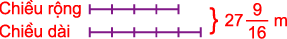 Chiều rộng
Chiều dài
} 27 9/16 m